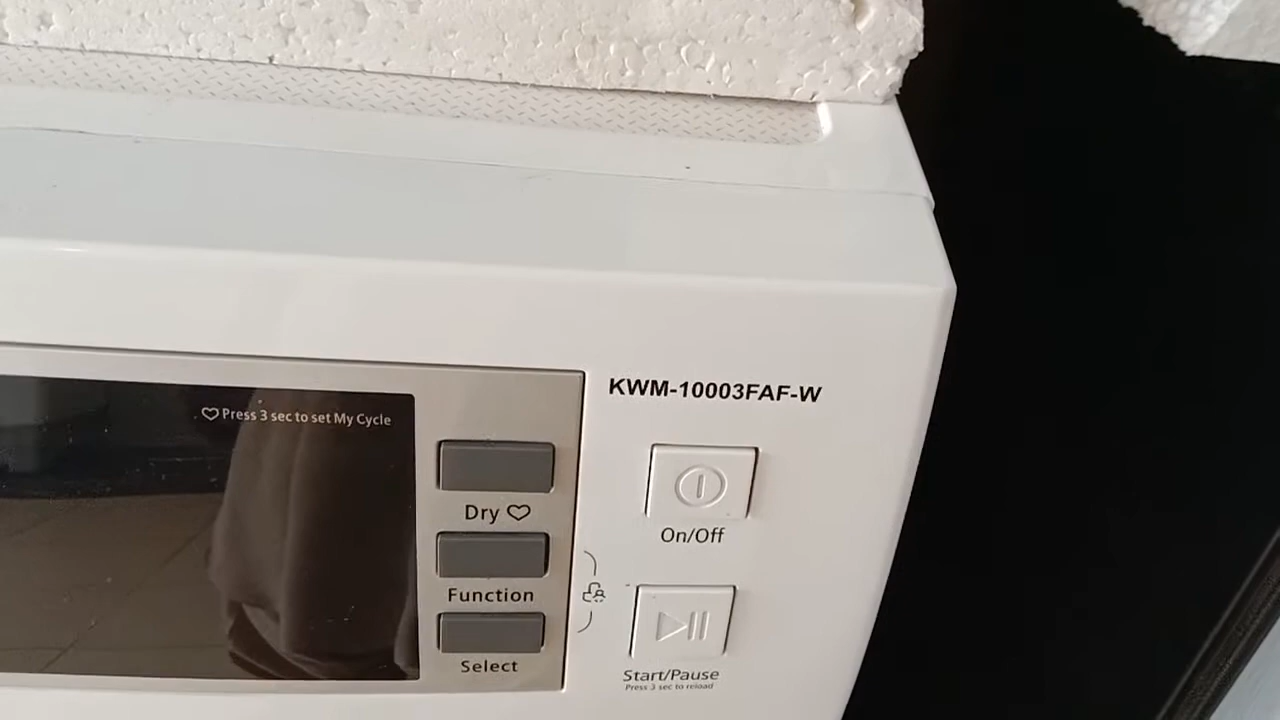 KWM-10003FAF-W
♡ Press 3 sec to set My Cycle
Dry ♡
On/Off
Function
Select
Start/Pause
Press 3 sec to reload